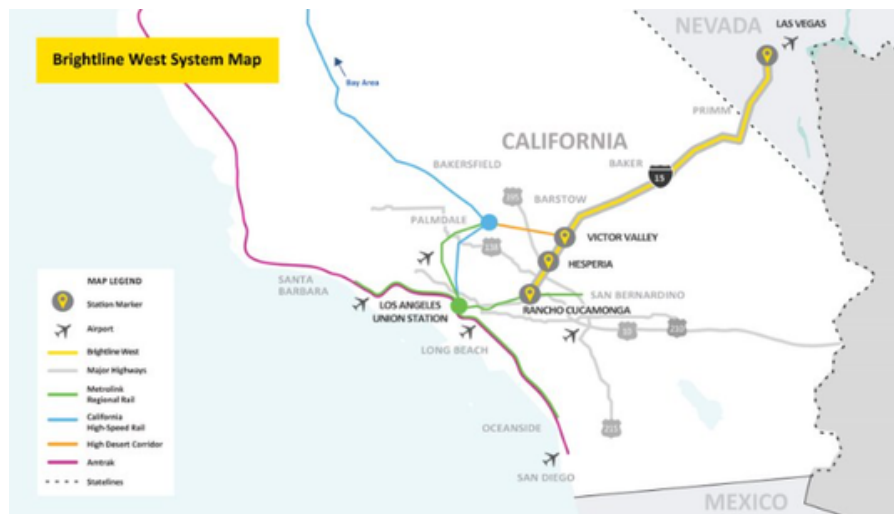 NEVADA
LAS VEGAS
Brightline West System Map
Bay Area
PRIMM
CALIFORNIA
BAKERSFIELD
BAKER
15
395
BARSTOW
PALMDALE
138
VICTOR VALLEY
HESPERIA
SANTA
BARBARA
LOS ANGELES
UNION STATION
SAN BERNARDINO
RANCHO CUCAMONGA
10
210
LONG BEACH
OCEANSIDE
215
SAN DIEGO
MEXICO
MAP LEGEND
Station Marker
Airport
Brightline West
Major Highways
Metrolink
Regional Rail
California
High-Speed Rail
High Desert Corridor
Amtrak
Statelines